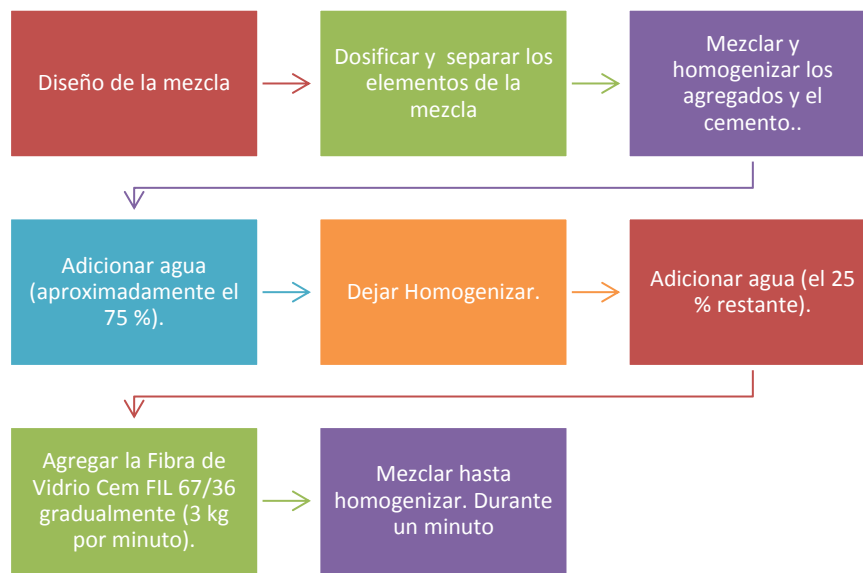 Diseño de la mezcla
Dosificar y separar los
elementos de la
mezcla
Mezclar y
homogenizar los
agregados y el
cemento..
Adicionar agua
(aproximadamente el
75 %).
Dejar Homogenizar.
Adicionar agua (el 25
% restante).
Agregar la Fibra de
Vidrio Cem FIL 67/36
gradualmente (3 kg
por minuto).
Mezclar hasta
homogenizar. Durante
un minuto